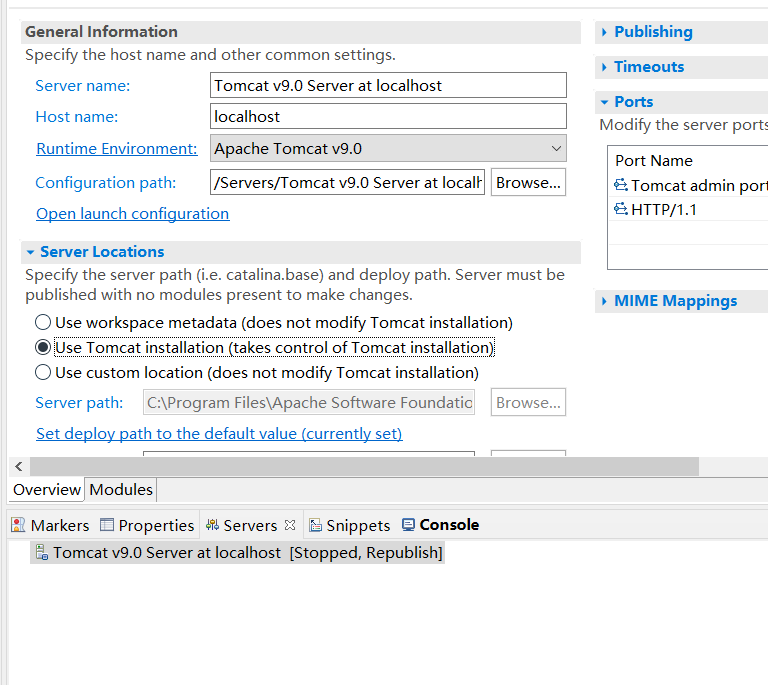 General Information
Specify the host name and other common settings.
Server name:
Tomcat v9.0 Server at localhost
Host name:
localhost
Runtime Environment:
Apache Tomcat v9.0
Configuration path:
/Servers/Tomcat v9.0 Server at localh
Browse...
Open launch configuration
Server Locations
Specify the server path (i.e. catalina.base) and deploy path. Server must be
published with no modules present to make changes.
Use workspace metadata (does not modify Tomcat installation)
Use Tomcat installation (takes control of Tomcat installation)
Use custom location (does not modify Tomcat installation)
Server path:
C:\Program Files\Apache Software Foundatio
Browse...
Set deploy path to the default value (currently set)
Publishing
Timeouts
Ports
Modify the server ports
Port Name
Tomcat admin port
HTTP/1.1
MIME Mappings
Overview Modules
Markers Properties Servers Snippets Console
Tomcat v9.0 Server at localhost [Stopped, Republish]